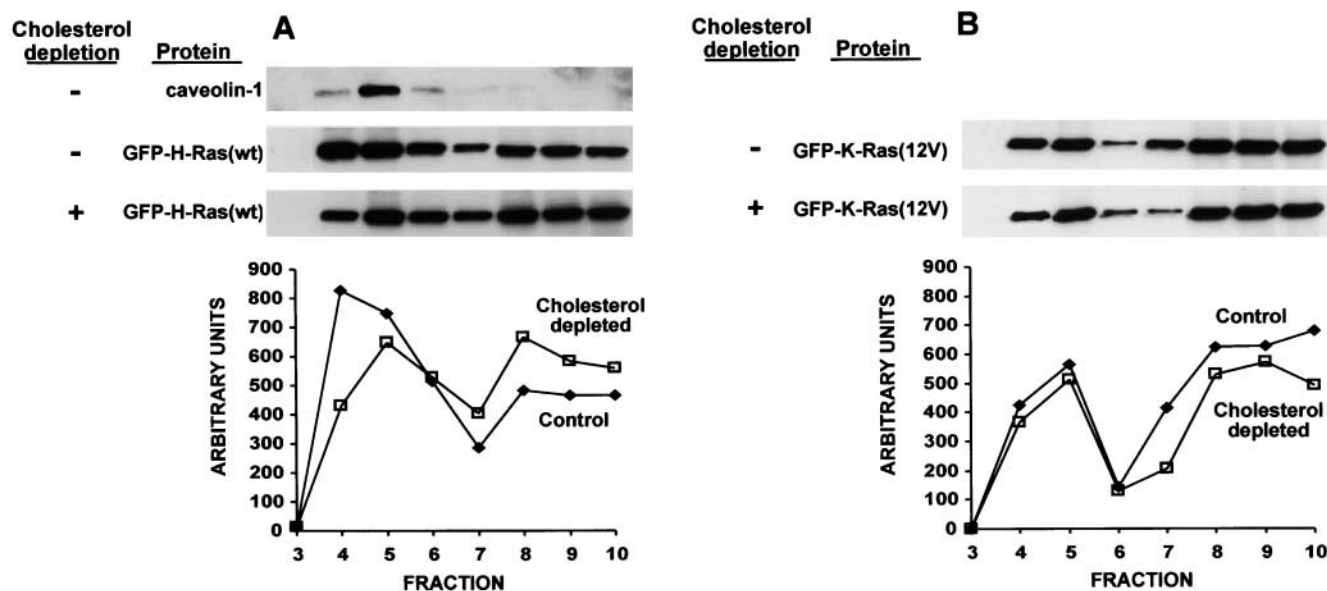 A
Cholesterol depletion Protein
- caveolin-1
- GFP-H-Ras(wt)
+ GFP-H-Ras(wt)
900
800
700
600
500
400
300
200
100
0
ARBITRARY UNITS
Cholesterol depleted
Control
3 4 5 6 7 8 9 10
FRACTION
B
Cholesterol depletion Protein
- GFP-K-Ras(12V)
+ GFP-K-Ras(12V)
900
800
700
600
500
400
300
200
100
0
ARBITRARY UNITS
Control
Cholesterol depleted
3 4 5 6 7 8 9 10
FRACTION